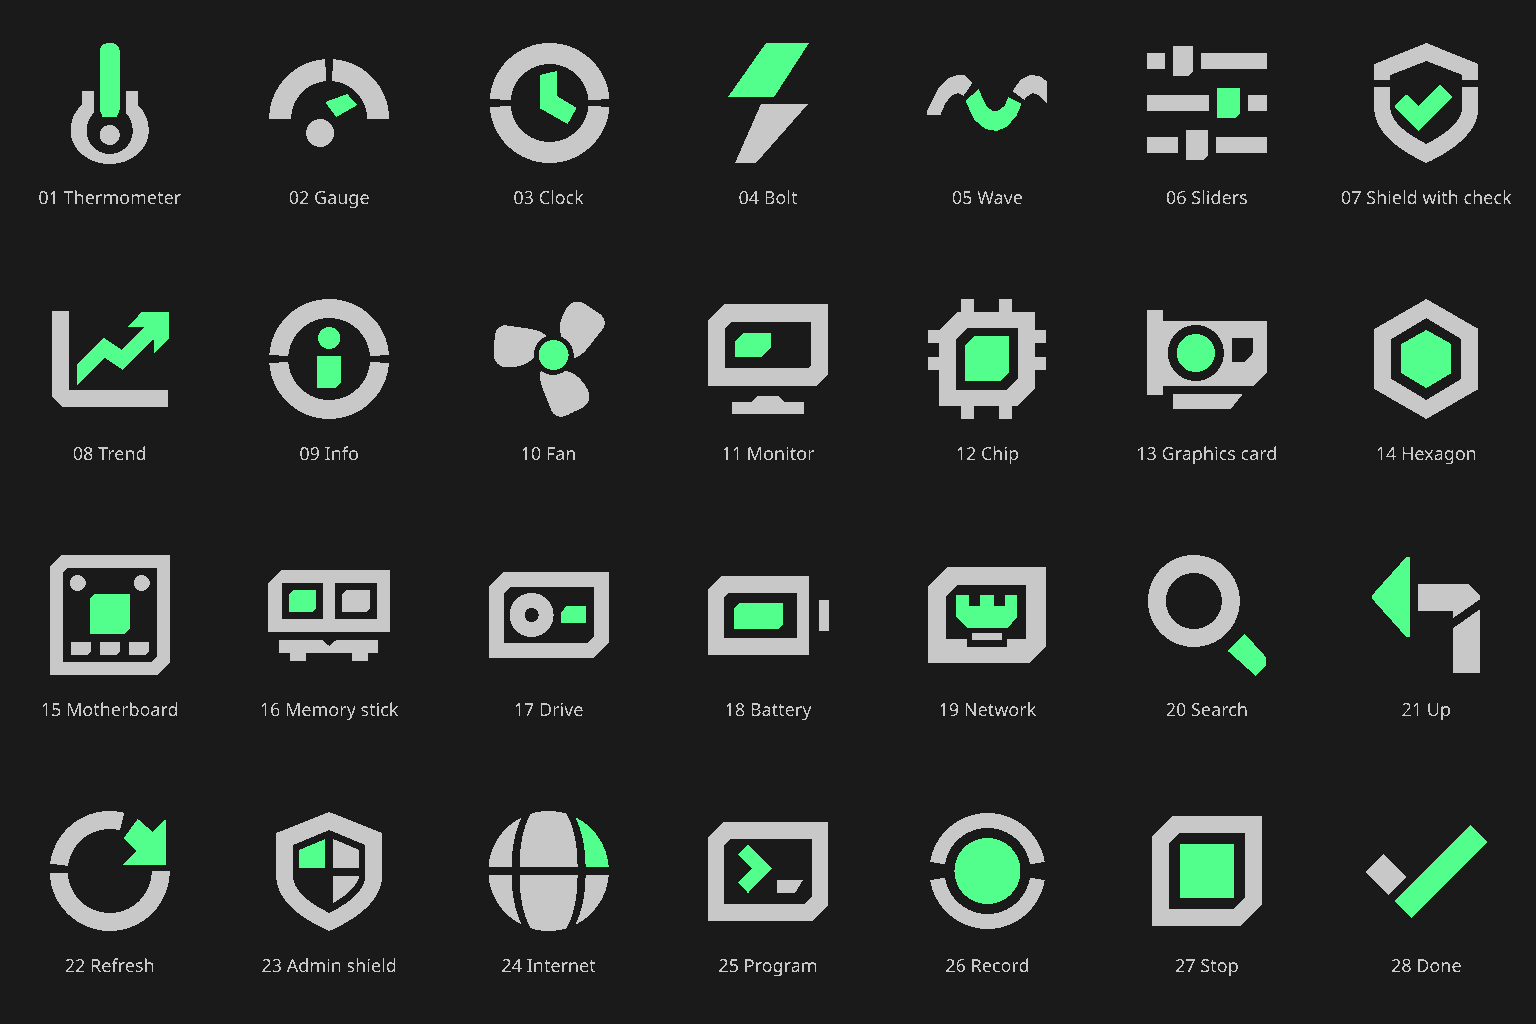 01 Thermometer
02 Gauge
03 Clock
04 Bolt
05 Wave
06 Sliders
07 Shield with check
08 Trend
09 Info
10 Fan
11 Monitor
12 Chip
13 Graphics card
14 Hexagon
15 Motherboard
16 Memory stick
17 Drive
18 Battery
19 Network
20 Search
21 Up
22 Refresh
23 Admin shield
24 Internet
25 Program
26 Record
27 Stop
28 Done